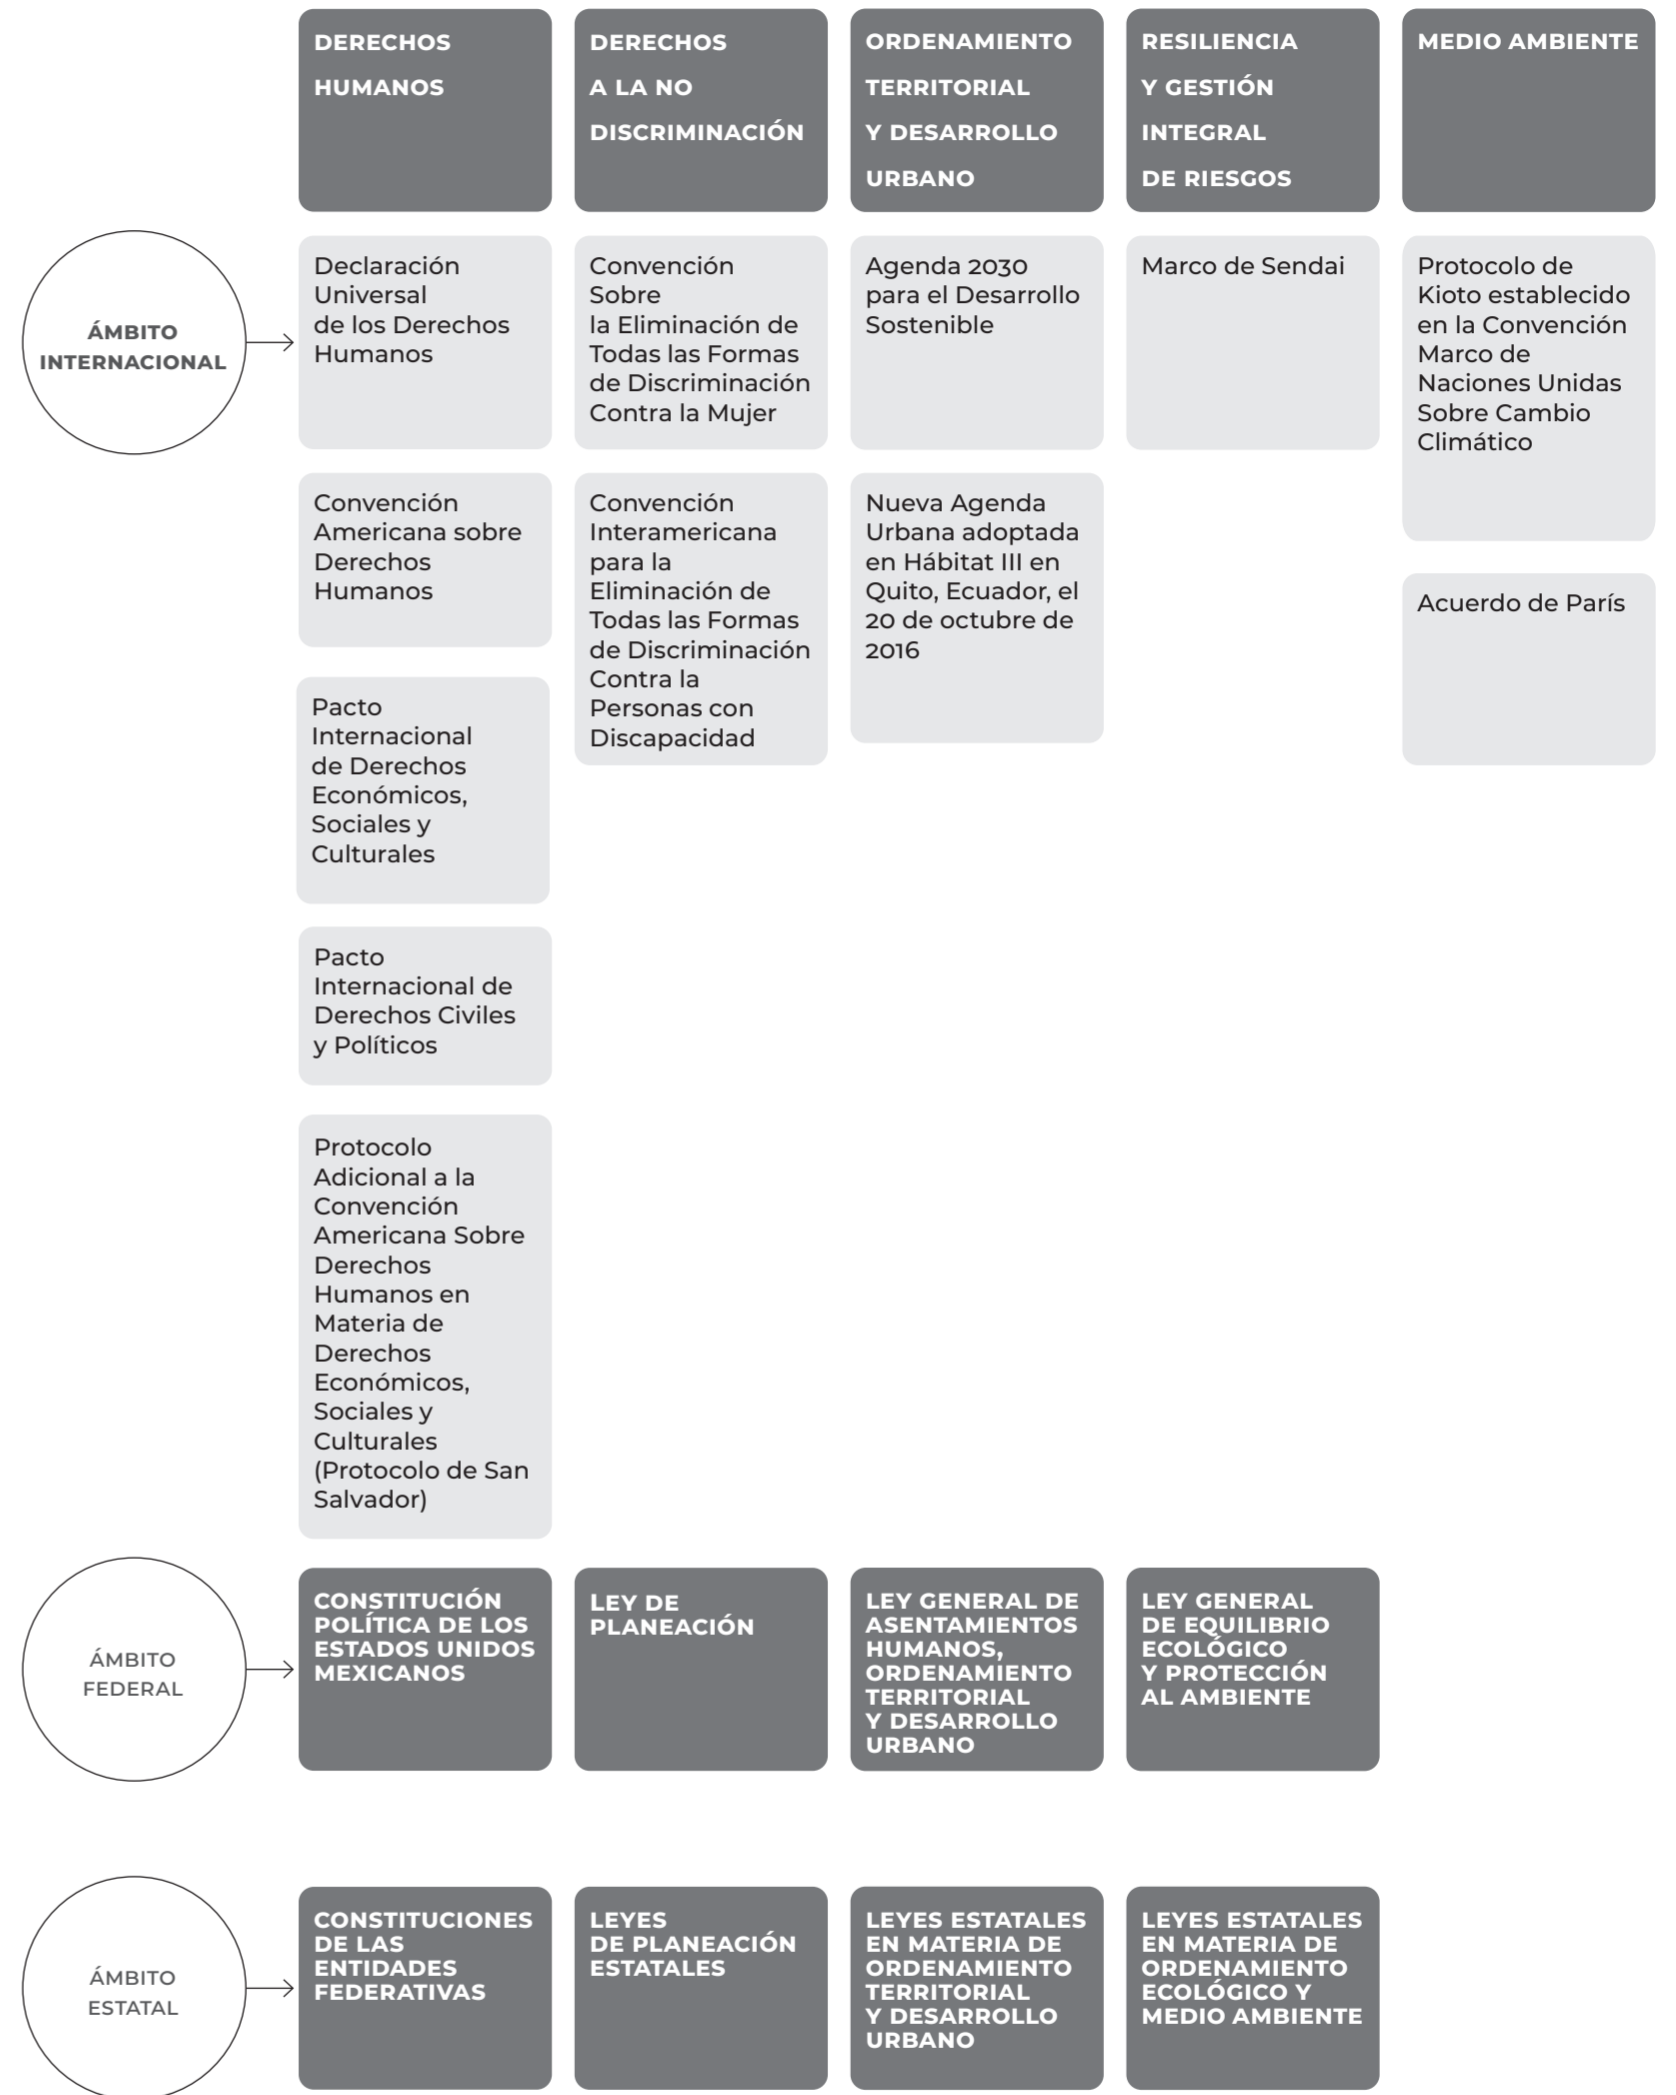 DERECHOS
HUMANOS
DERECHOS
A LA NO
DISCRIMINACIÓN
ORDENAMIENTO
TERRITORIAL
Y DESARROLLO
URBANO
RESILIENCIA
Y GESTIÓN
INTEGRAL
DE RIESGOS
MEDIO AMBIENTE
ÁMBITO
INTERNACIONAL
Declaración
Universal
de los Derechos
Humanos
Convención
Sobre
la Eliminación de
Todas las Formas
de Discriminación
Contra la Mujer
Agenda 2030
para el Desarrollo
Sostenible
Marco de Sendai
Protocolo de
Kioto establecido
en la Convención
Marco de
Naciones Unidas
Sobre Cambio
Climático
Convención
Americana sobre
Derechos
Humanos
Convención
Interamericana
para la
Eliminación de
Todas las Formas
de Discriminación
Contra la
Personas con
Discapacidad
Nueva Agenda
Urbana adoptada
en Hábitat III en
Quito, Ecuador, el
20 de octubre de
2016
Acuerdo de París
Pacto
Internacional
de Derechos
Económicos,
Sociales y
Culturales
Pacto
Internacional de
Derechos Civiles
y Políticos
Protocolo
Adicional a la
Convención
Americana Sobre
Derechos
Humanos en
Materia de
Derechos
Económicos,
Sociales y
Culturales
(Protocolo de San
Salvador)
ÁMBITO
FEDERAL
CONSTITUCIÓN
POLÍTICA DE LOS
ESTADOS UNIDOS
MEXICANOS
LEY DE
PLANEACIÓN
LEY GENERAL DE
ASENTAMIENTOS
HUMANOS,
ORDENAMIENTO
TERRITORIAL
Y DESARROLLO
URBANO
LEY GENERAL
DE EQUILIBRIO
ECOLÓGICO
Y PROTECCIÓN
AL AMBIENTE
ÁMBITO
ESTATAL
CONSTITUCIONES
DE LAS
ENTIDADES
FEDERATIVAS
LEYES
DE PLANEACIÓN
ESTATALES
LEYES ESTATALES
EN MATERIA DE
ORDENAMIENTO
TERRITORIAL
Y DESARROLLO
URBANO
LEYES ESTATALES
EN MATERIA DE
ORDENAMIENTO
ECOLÓGICO Y
MEDIO AMBIENTE